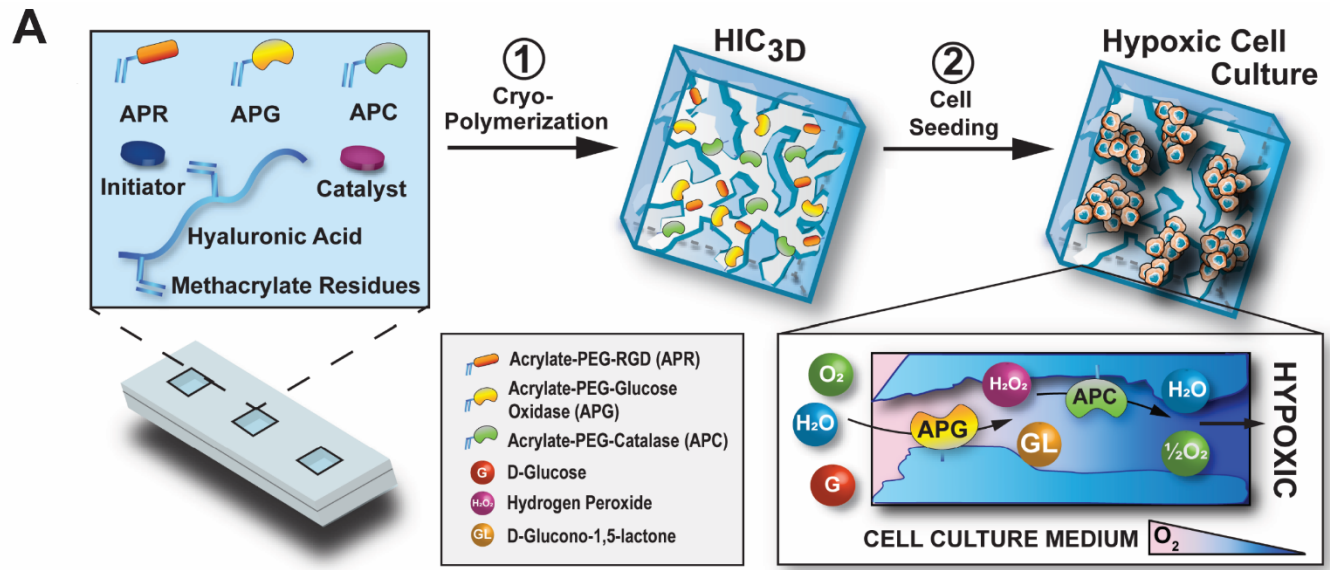 A
APR
APG
APC
Initiator
Catalyst
Hyaluronic Acid
Methacrylate Residues
①
Cryo-
Polymerization
HIC3D
②
Cell
Seeding
Hypoxic Cell
Culture
Acrylate-PEG-RGD (APR)
Acrylate-PEG-Glucose
Oxidase (APG)
Acrylate-PEG-Catalase (APC)
G
D-Glucose
H₂O₂
Hydrogen Peroxide
GL
D-Glucono-1,5-lactone
O₂
H₂O
G
APG
H₂O₂
GL
APC
H₂O
½O₂
HYPOXIC
CELL CULTURE MEDIUM
O₂